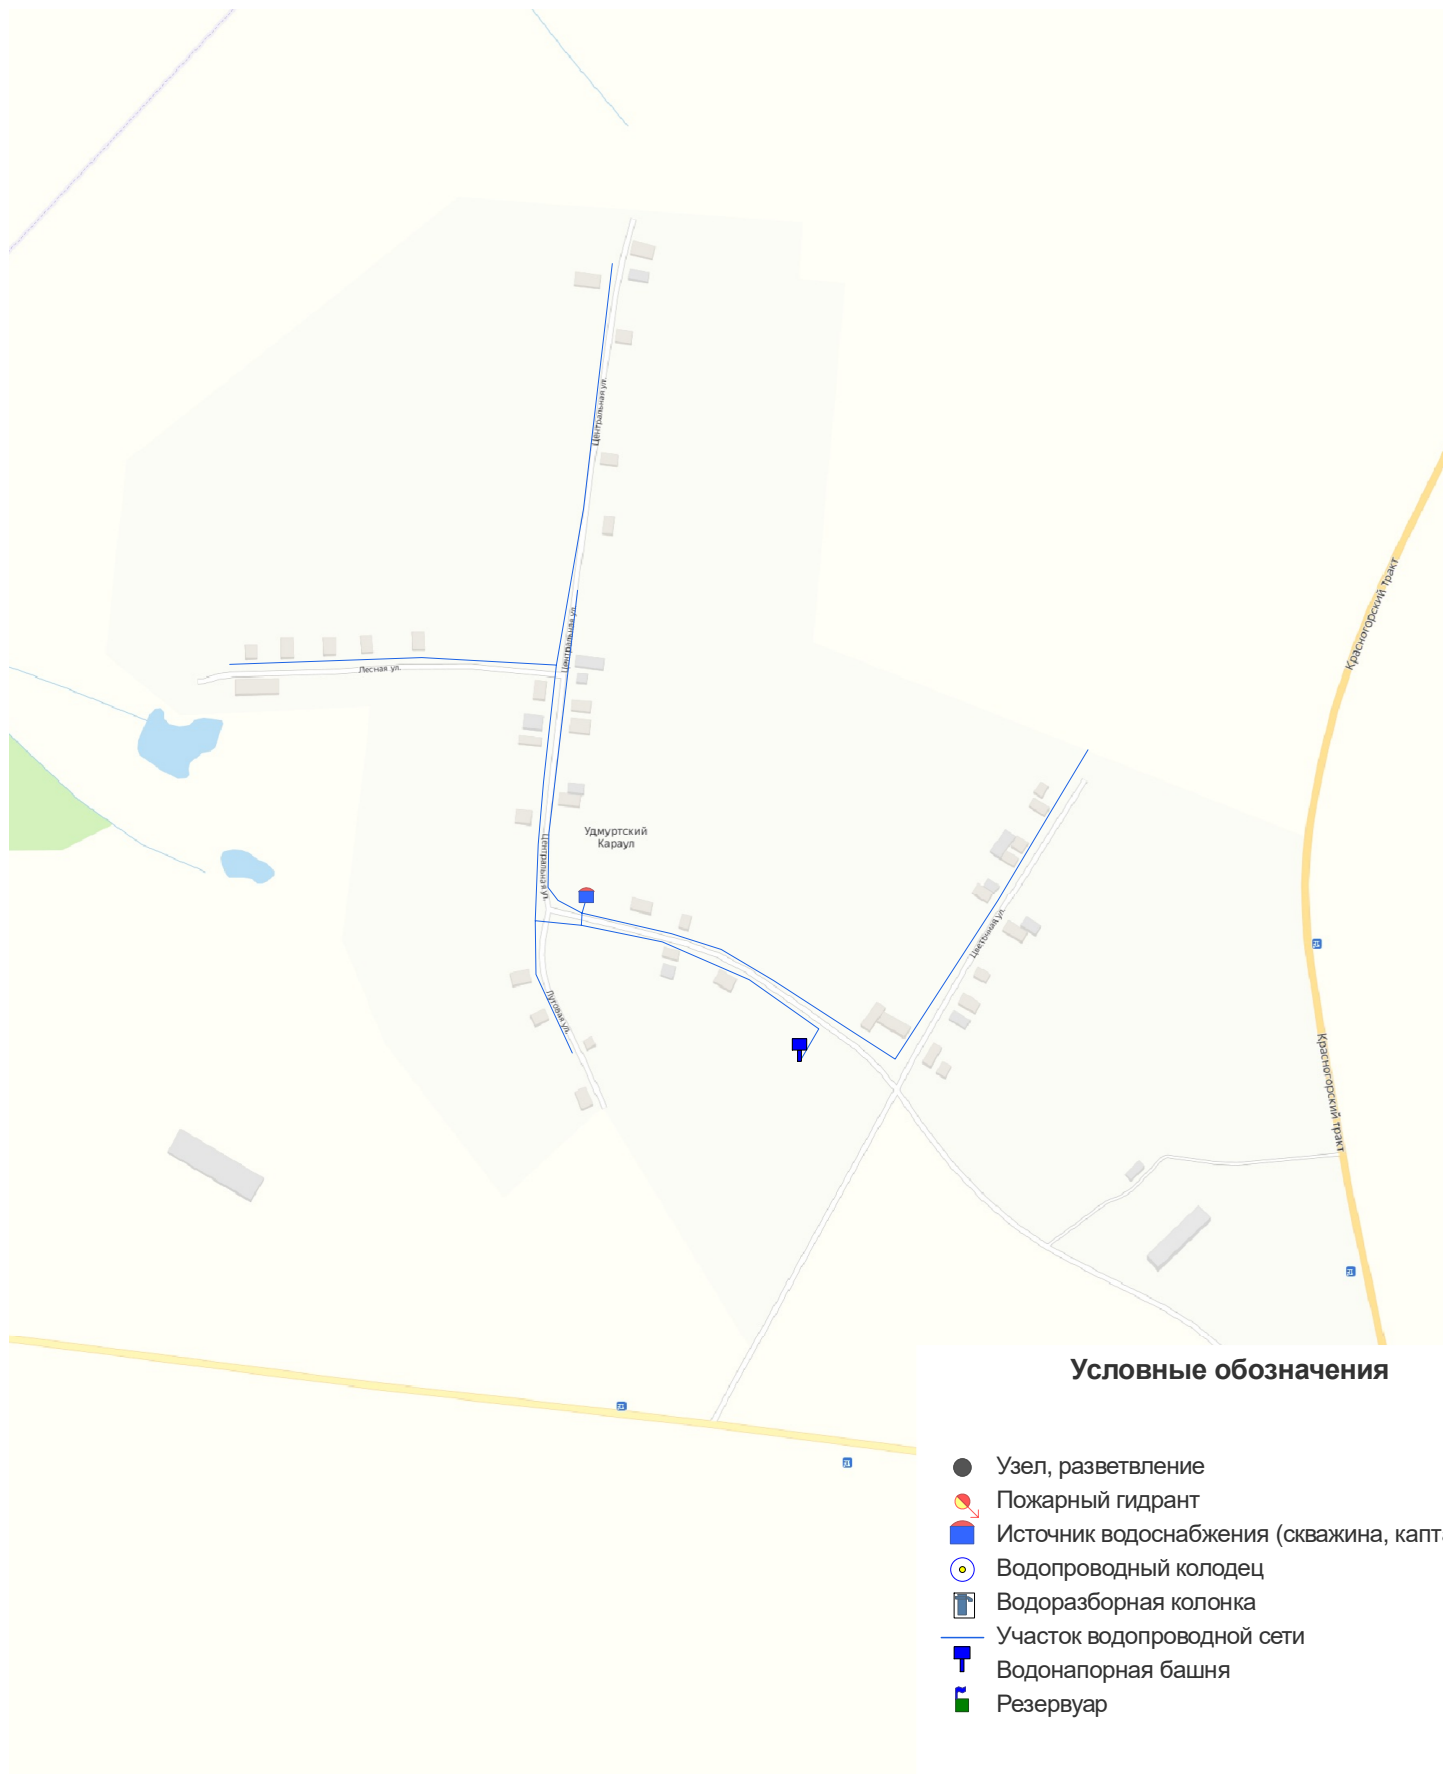 Центральная ул.
Центральная ул.
Лесная ул.
Красногорский тракт
Удмуртский
Караул
Центральная ул.
Цветочная ул.
Луговая ул.
Красногорский тракт
Условные обозначения
Узел, разветвление
Пожарный гидрант
Источник водоснабжения (скважина, капт
Водопроводный колодец
Водоразборная колонка
Участок водопроводной сети
Водонапорная башня
Резервуар